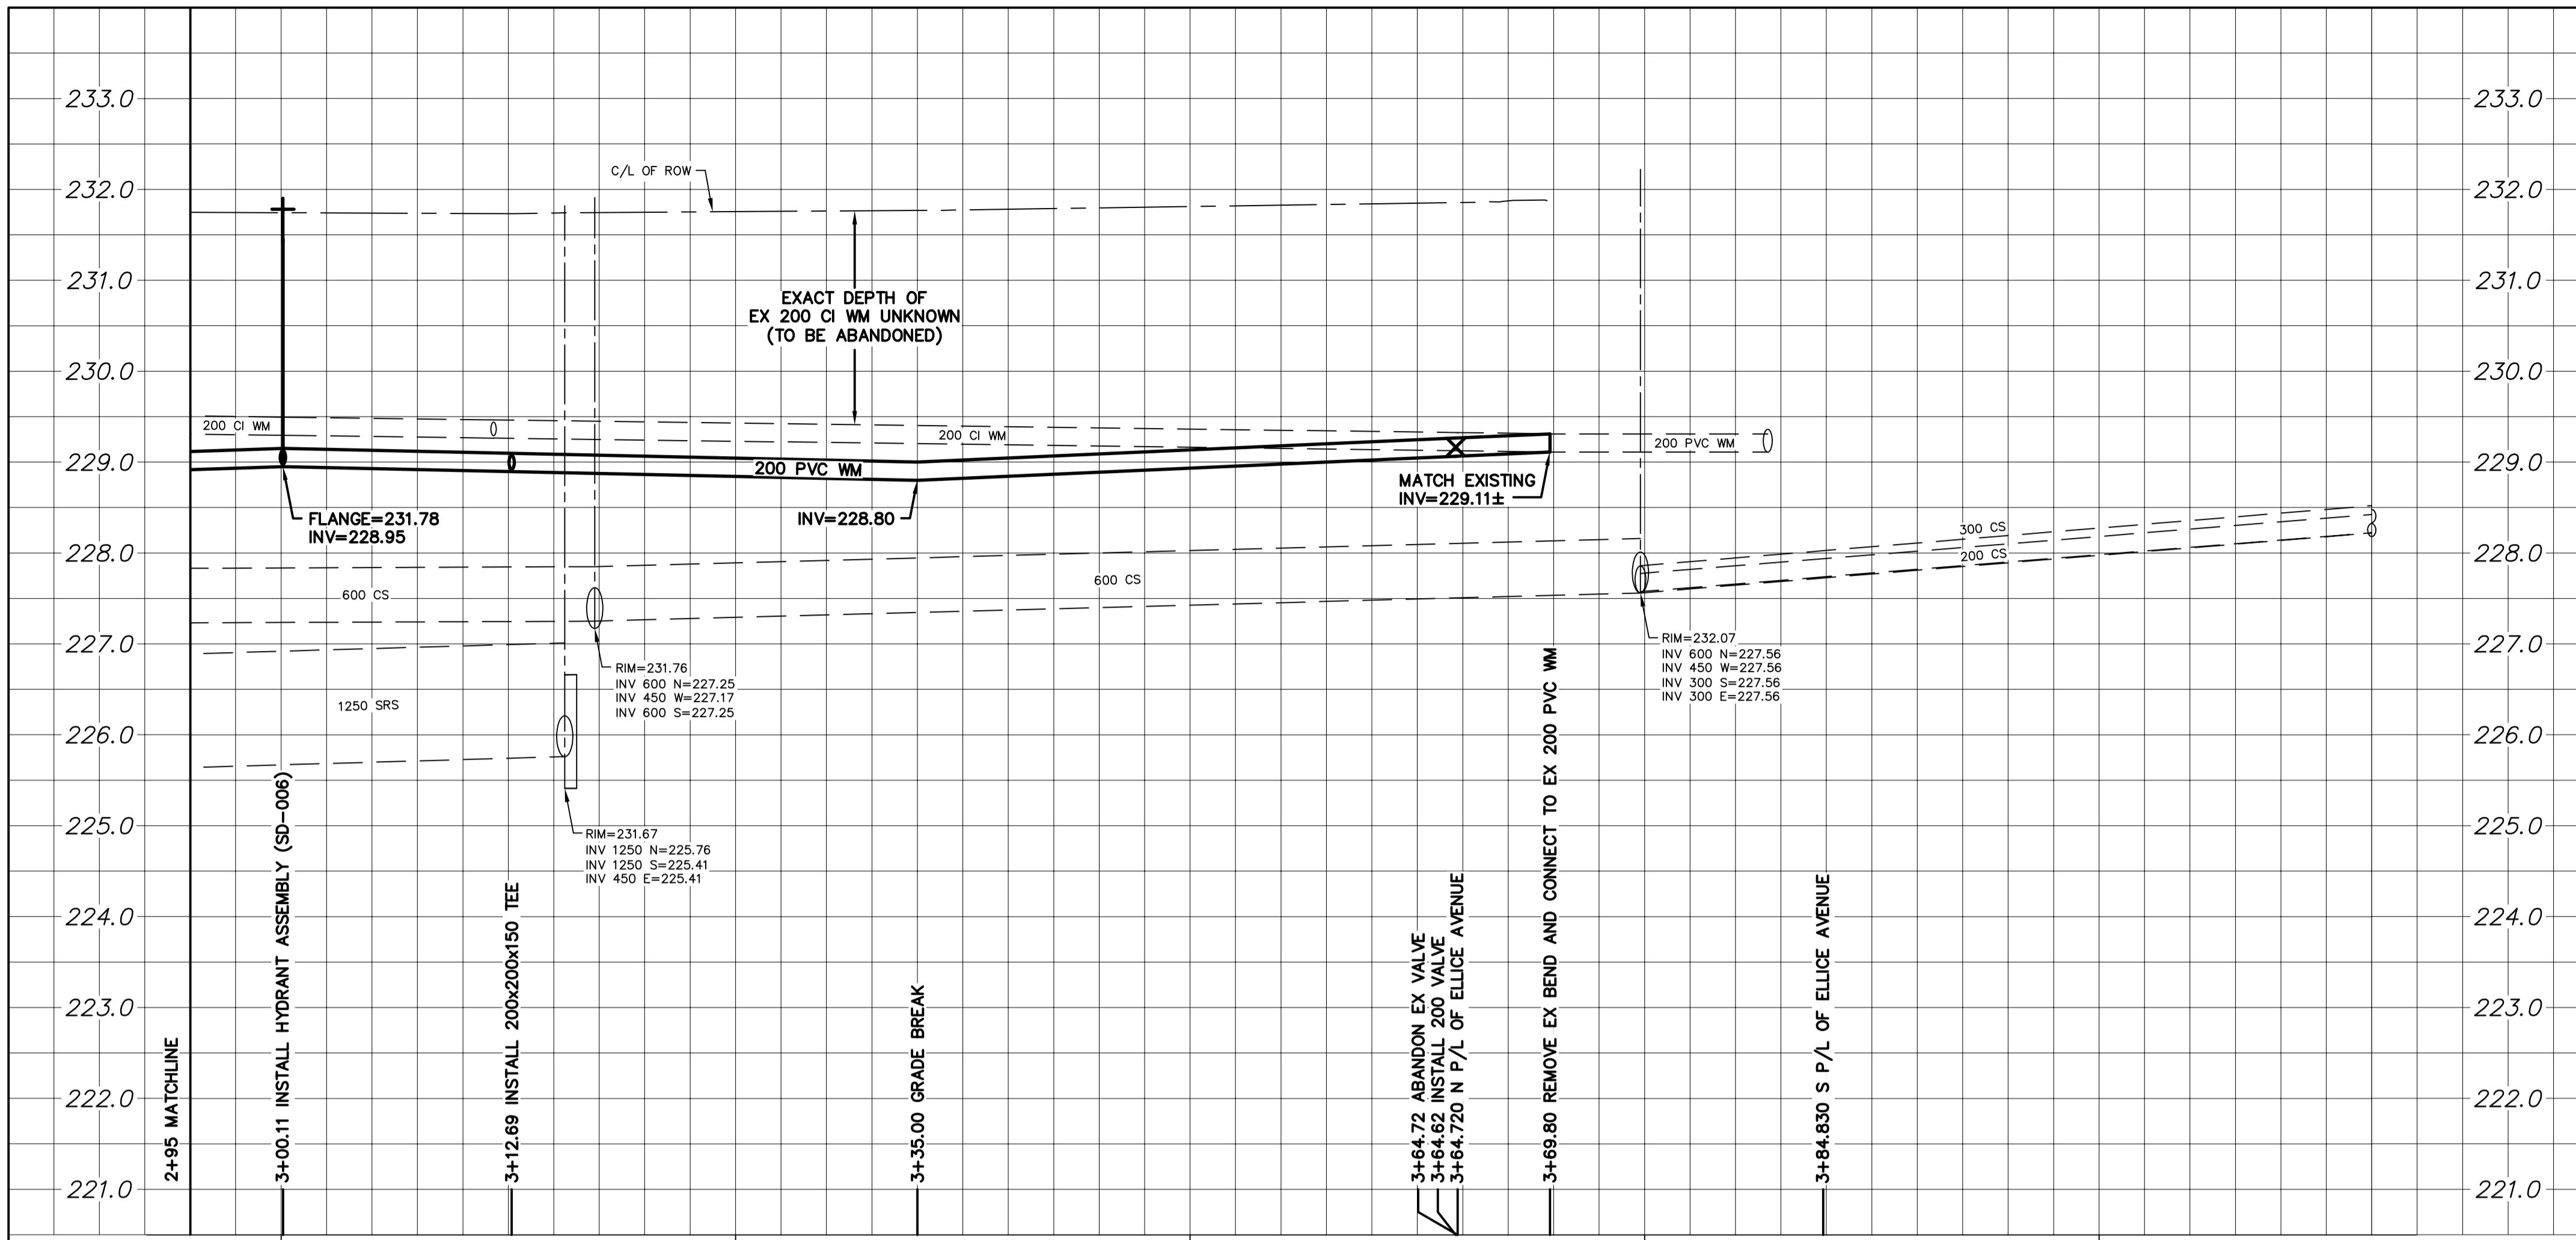 233.0
233.0
C/L OF ROW
232.0
232.0
231.0
231.0
EXACT DEPTH OF
EX 200 CI WM UNKNOWN
(TO BE ABANDONED)
230.0
230.0
200 CI WM
200 CI WM
200 PVC WM
229.0
229.0
200 PVC WM
MATCH EXISTING
INV=229.11±
FLANGE=231.78
INV=228.95
INV=228.80
300 CS
228.0
228.0
200 CS
600 CS
600 CS
227.0
227.0
RIM=231.76
INV 600 N=227.25
INV 450 W=227.17
INV 600 S=227.25
RIM=232.07
INV 600 N=227.56
INV 450 W=227.56
INV 300 S=227.56
INV 300 E=227.56
1250 SRS
226.0
226.0
225.0
225.0
RIM=231.67
INV 1250 N=225.76
INV 1250 S=225.41
INV 450 E=225.41
224.0
224.0
223.0
223.0
222.0
222.0
221.0
221.0
2+95 MATCHLINE
3+00.11 INSTALL HYDRANT ASSEMBLY (SD-006)
3+12.69 INSTALL 200x200x150 TEE
3+35.00 GRADE BREAK
3+64.72 ABANDON EX VALVE
3+64.62 INSTALL 200 VALVE
3+64.720 N P/L OF ELLICE AVENUE
3+69.80 REMOVE EX BEND AND CONNECT TO EX 200 PVC WM
3+84.830 S P/L OF ELLICE AVENUE